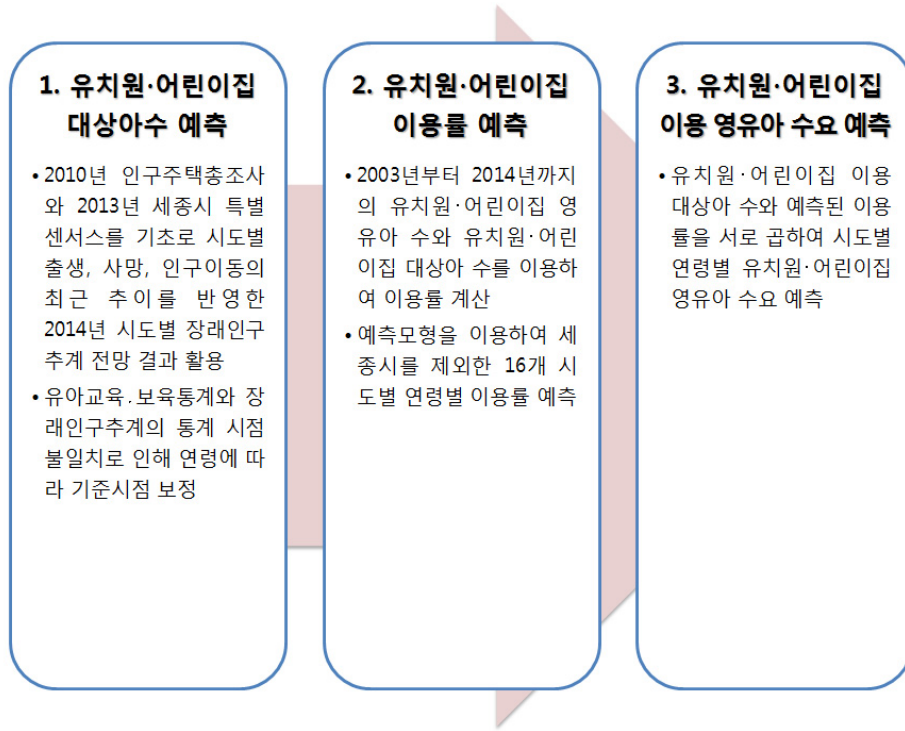 1. 유치원·어린이집
대상아수 예측
• 2010년 인구주택총조사
와 2013년 세종시 특별
센서스를 기초로 시도별
출생, 사망, 인구이동의
최근 추이를 반영한
2014년 시도별 장래인구
추계 전망 결과 활용
• 유아교육.보육통계와 장
래인구추계의 통계 시점
불일치로 인해 연령에 따
라 기준시점 보정
2. 유치원·어린이집
이용률 예측
• 2003년부터 2014년까지
의 유치원·어린이집 영
유아 수와 유치원·어린
이집 대상아 수를 이용하
여 이용률 계산
• 예측모형을 이용하여 세
종시를 제외한 16개 시
도별 연령별 이용률 예측
3. 유치원·어린이집
이용 영유아 수요 예측
• 유치원·어린이집 이용
대상아 수와 예측된 이용
률을 서로 곱하여 시도별
연령별 유치원·어린이집
영유아 수요 예측